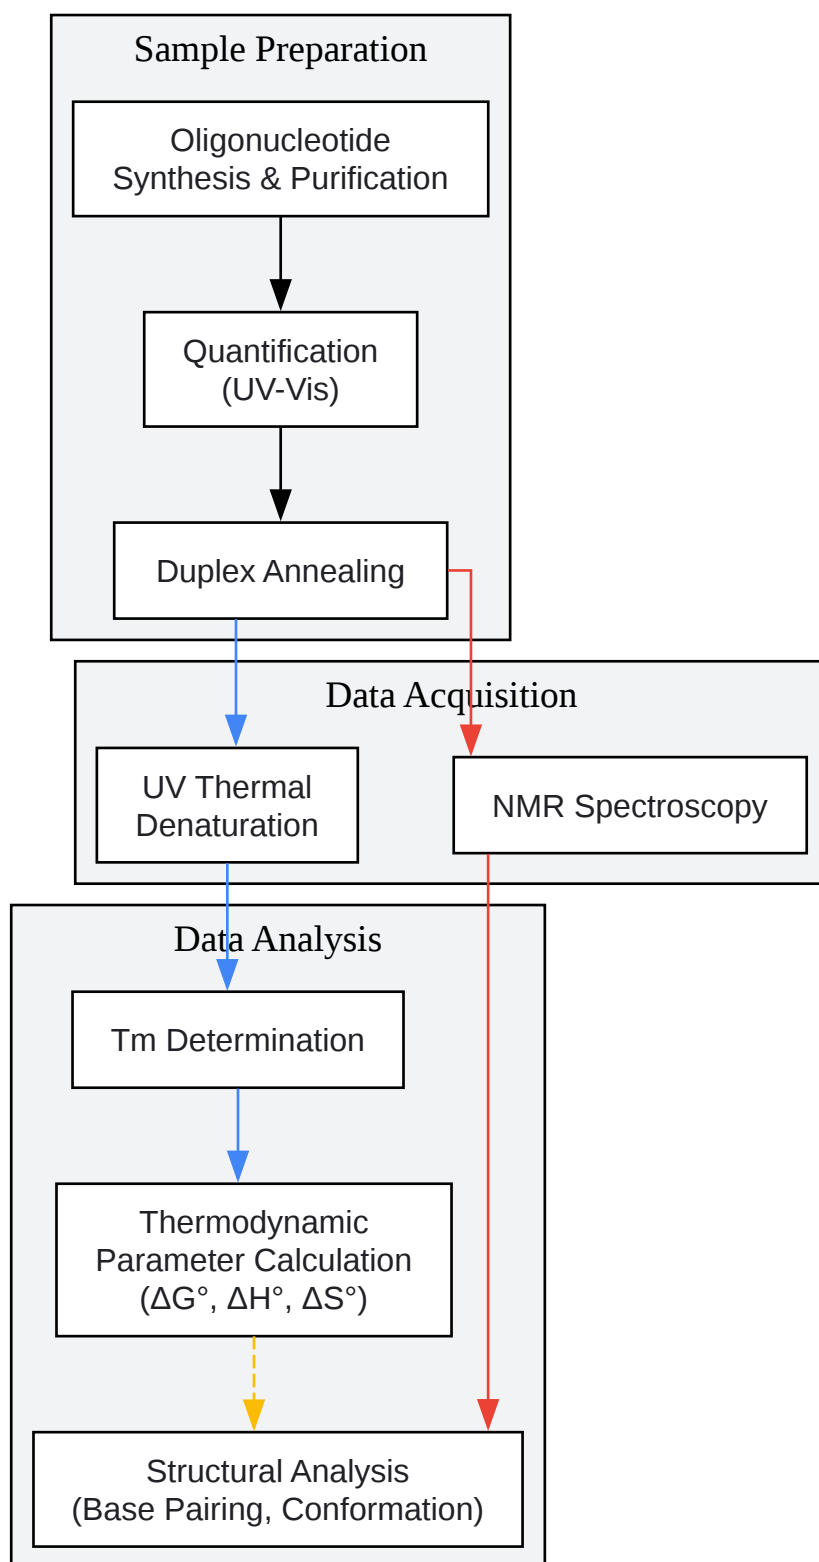 Sample Preparation
Oligonucleotide
Synthesis & Purification
Quantification
(UV-Vis)
Duplex Annealing
Data Acquisition
UV Thermal
Denaturation
NMR Spectroscopy
Data Analysis
Tm Determination
Thermodynamic
Parameter Calculation
(ΔG°, ΔH°, ΔS°)
Structural Analysis
(Base Pairing, Conformation)